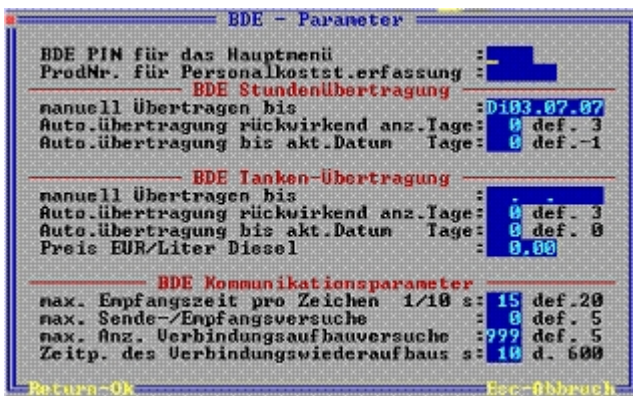 BDE - Parameter
BDE PIN für das Hauptmenü :
ProdNr. für Personalkostst.erfassung :
BDE Stundenübertragung
manuell Übertragen bis :Di03.07.07
Auto.übertragung rückwirkend anz.Tage: 0 def. 3
Auto.übertragung bis akt.Datum Tage: 0 def.-1
BDE Tanken-Übertragung
manuell Übertragen bis : . .
Auto.übertragung rückwirkend anz.Tage: 0 def. 3
Auto.übertragung bis akt.Datum Tage: 0 def. 0
Preis EUR/Liter Diesel : 0.00
BDE Kommunikationsparameter
max. Empfangszeit pro Zeichen 1/10 s: 15 def.20
max. Sende-/Empfangsversuche : 0 def. 5
max. Anz. Verbindungsaufbauversuche :999 def. 5
Zeitp. des Verbindungswiederaufbaus s: 10 d. 600
Return-Ok Esc-Abbruch